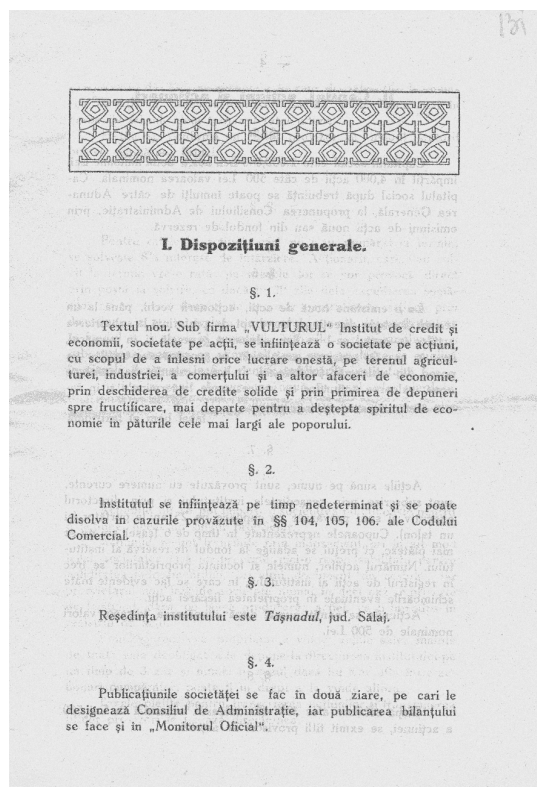 131
I. Dispozițiuni generale.
§. 1.
Textul nou. Sub firma „VULTURUL“ Institut de credit și
economii, societate pe acții, se înființează o societate pe acțiuni,
cu scopul de a înlesni orice lucrare onestă, pe terenul agricul-
turei, industriei, a comerțului și a altor afaceri de economie,
prin deschiderea de credite solide și prin primirea de depuneri
spre fructificare, mai departe pentru a deștepta spiritul de eco-
nomie în păturile cele mai largi ale poporului.
§. 2.
Institutul se înființează pe timp nedeterminat și se poate
disolva în cazurile provăzute în §§ 104, 105, 106. ale Codului
Comercial.
§. 3.
Reședința institutului este Tășnadul, jud. Sălaj.
§. 4.
Publicațiunile societăței se fac în două ziare, pe cari le
designează Consiliul de Administrație, iar publicarea bilanțului
se face și în „Monitorul Oficial“.